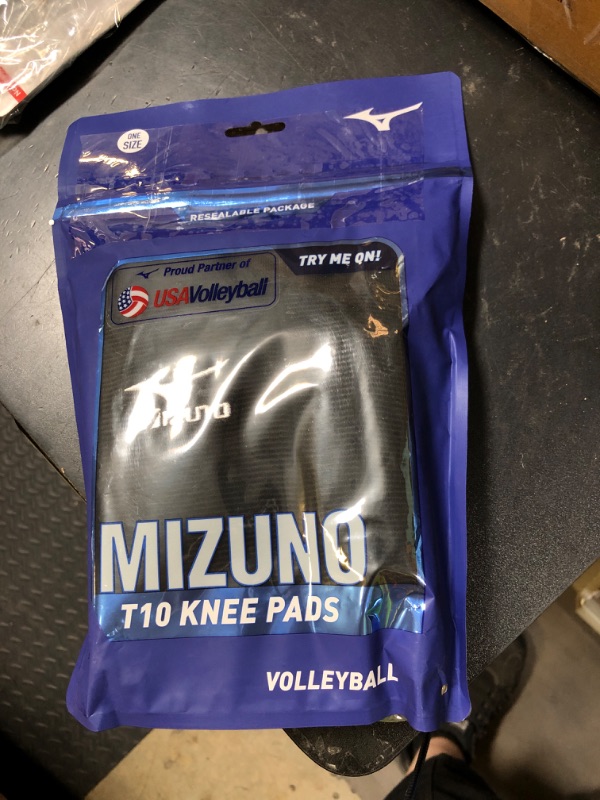 ONE
SIZE
RESEALABLE PACKAGE
Proud Partner of
USAVolleyball
TRY ME ON!
MIZUNO
MIZUNO
T10 KNEE PADS
VOLLEYBALL